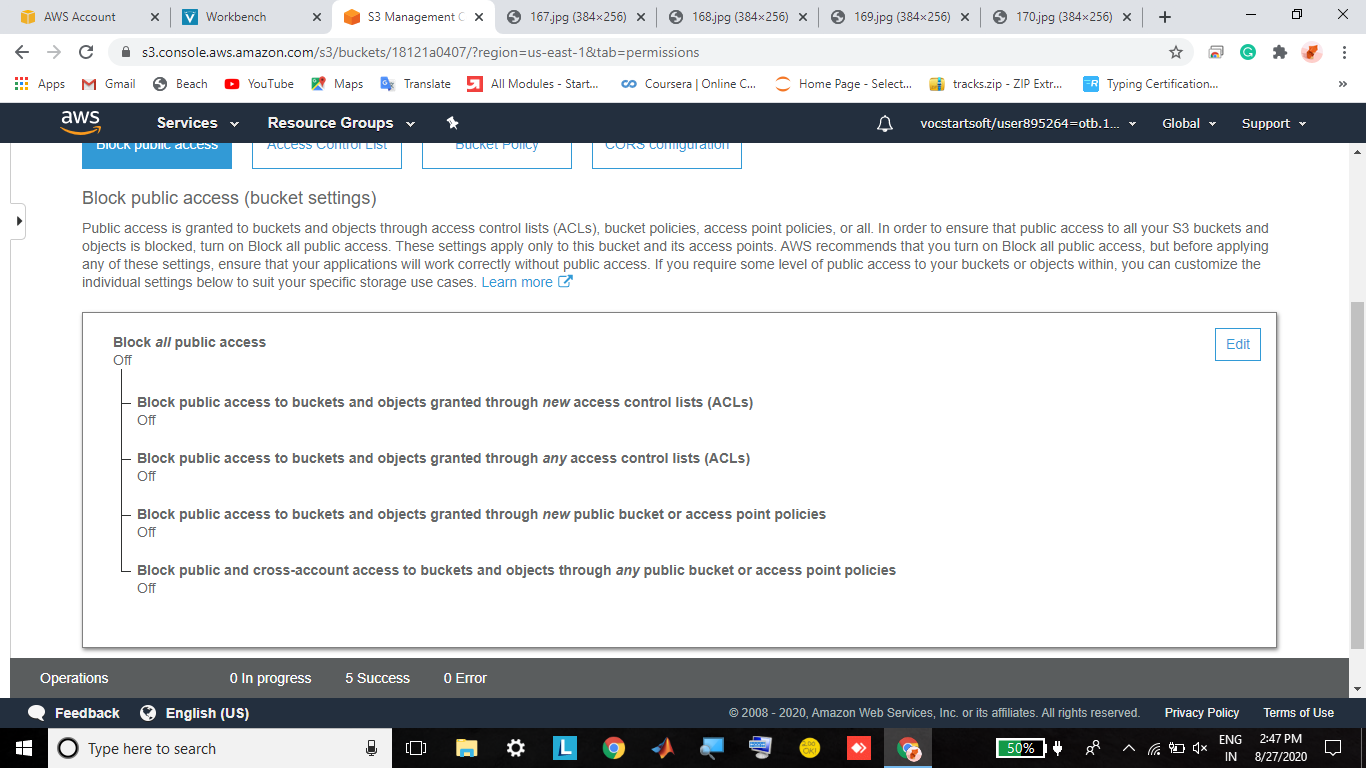 AWS Account
Workbench
S3 Management C
167.jpg (384×256)
168.jpg (384×256)
169.jpg (384×256)
170.jpg (384×256)
s3.console.aws.amazon.com/s3/buckets/18121a0407/?region=us-east-1&tab=permissions
Apps
Gmail
Beach
YouTube
Maps
Translate
All Modules - Start...
Coursera | Online C...
Home Page - Select...
tracks.zip - ZIP Extr...
Typing Certification...
aws
Services
Resource Groups
vocstartsoft/user895264=otb.1...
Global
Support
Block public access
Access Control List
Bucket Policy
CORS configuration
Block public access (bucket settings)
Public access is granted to buckets and objects through access control lists (ACLs), bucket policies, access point policies, or all. In order to ensure that public access to all your S3 buckets and
objects is blocked, turn on Block all public access. These settings apply only to this bucket and its access points. AWS recommends that you turn on Block all public access, but before applying
any of these settings, ensure that your applications will work correctly without public access. If you require some level of public access to your buckets or objects within, you can customize the
individual settings below to suit your specific storage use cases. Learn more
Block all public access
Off
Edit
Block public access to buckets and objects granted through new access control lists (ACLs)
Off
Block public access to buckets and objects granted through any access control lists (ACLs)
Off
Block public access to buckets and objects granted through new public bucket or access point policies
Off
Block public and cross-account access to buckets and objects through any public bucket or access point policies
Off
Operations
0 In progress
5 Success
0 Error
Feedback
English (US)
© 2008 - 2020, Amazon Web Services, Inc. or its affiliates. All rights reserved.
Privacy Policy
Terms of Use
Type here to search
L
50%
ENG
IN
2:47 PM
8/27/2020